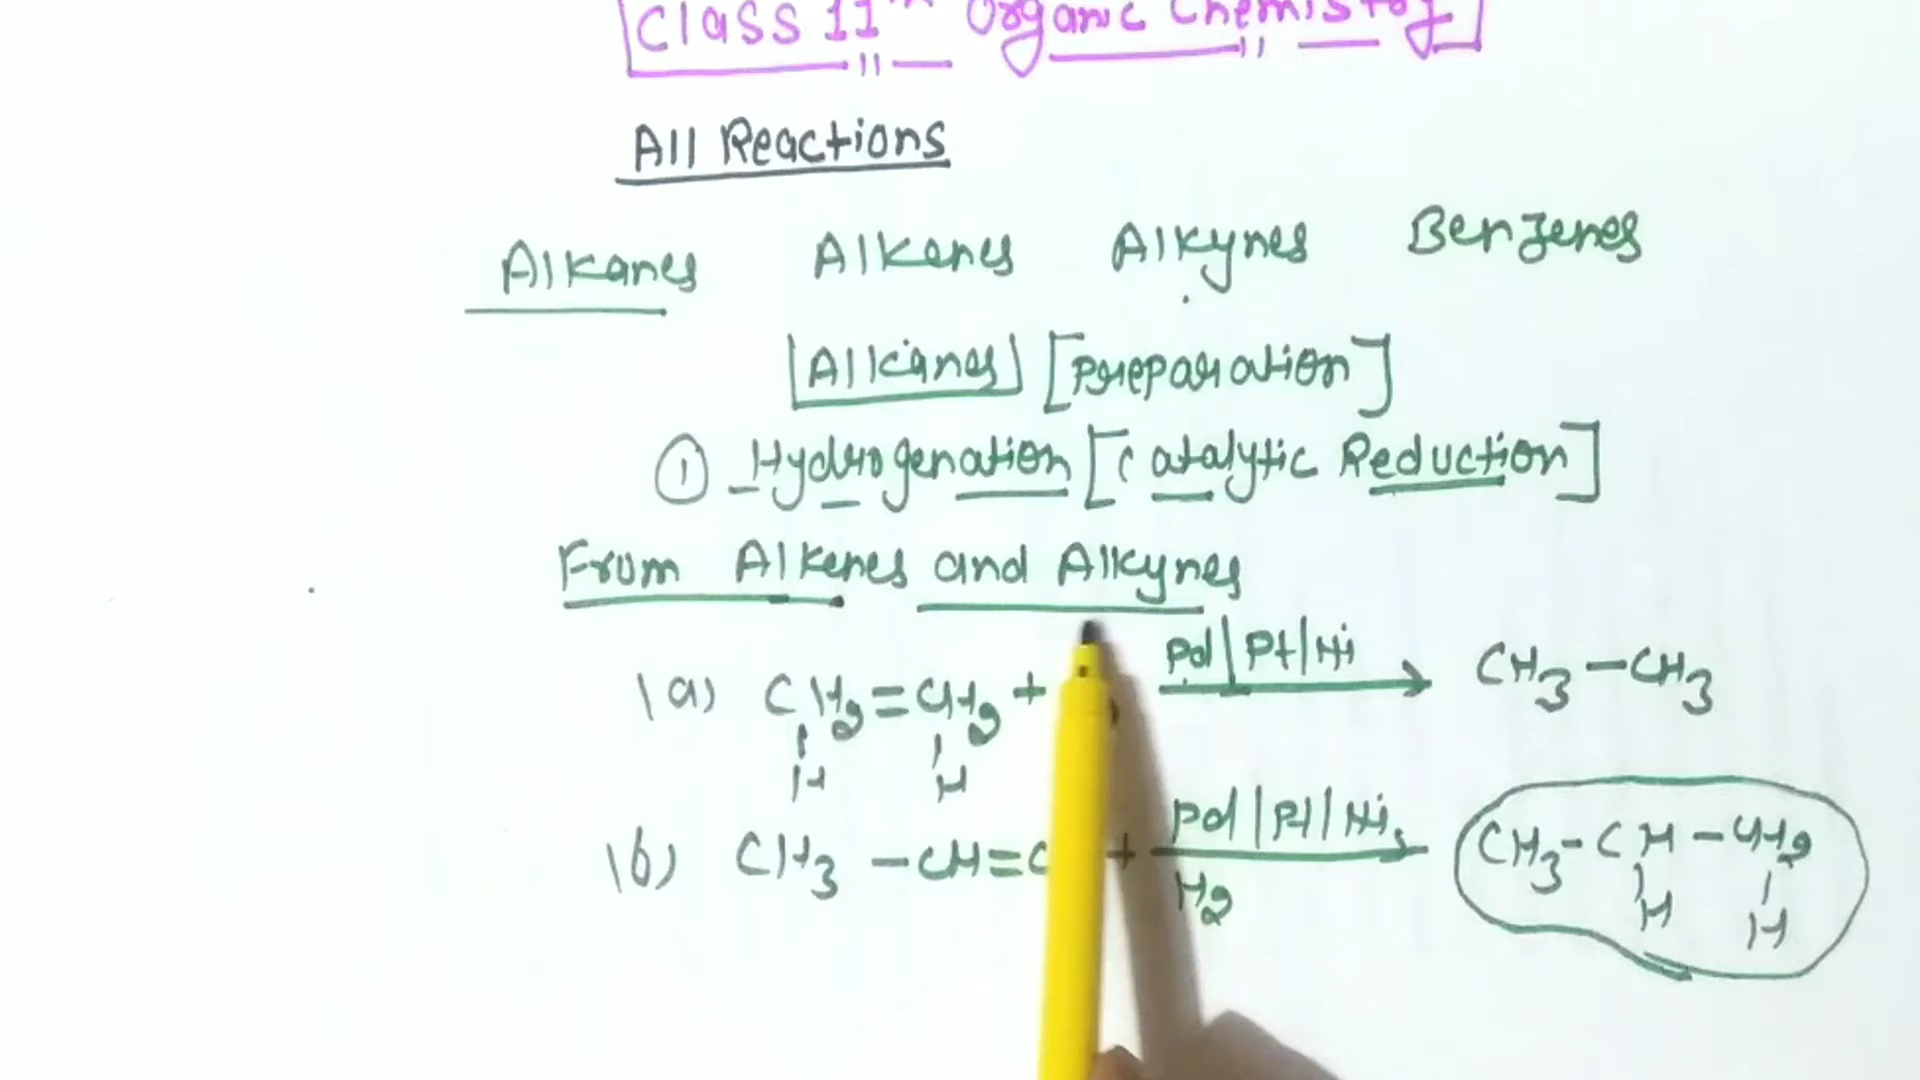 Class 11th Organic Chemistry
All Reactions
Alkanes Alkenes Alkynes Benzenes
Alkanes [Preparation]
① Hydrogenation [Catalytic Reduction]
From Alkenes and Alkynes
(a) CH2=CH2 + Pd|Pt|Ni CH3-CH3
H H
(b) CH3-CH=C + Pd|Pt|Ni, H2 CH3-CH-CH2
H H